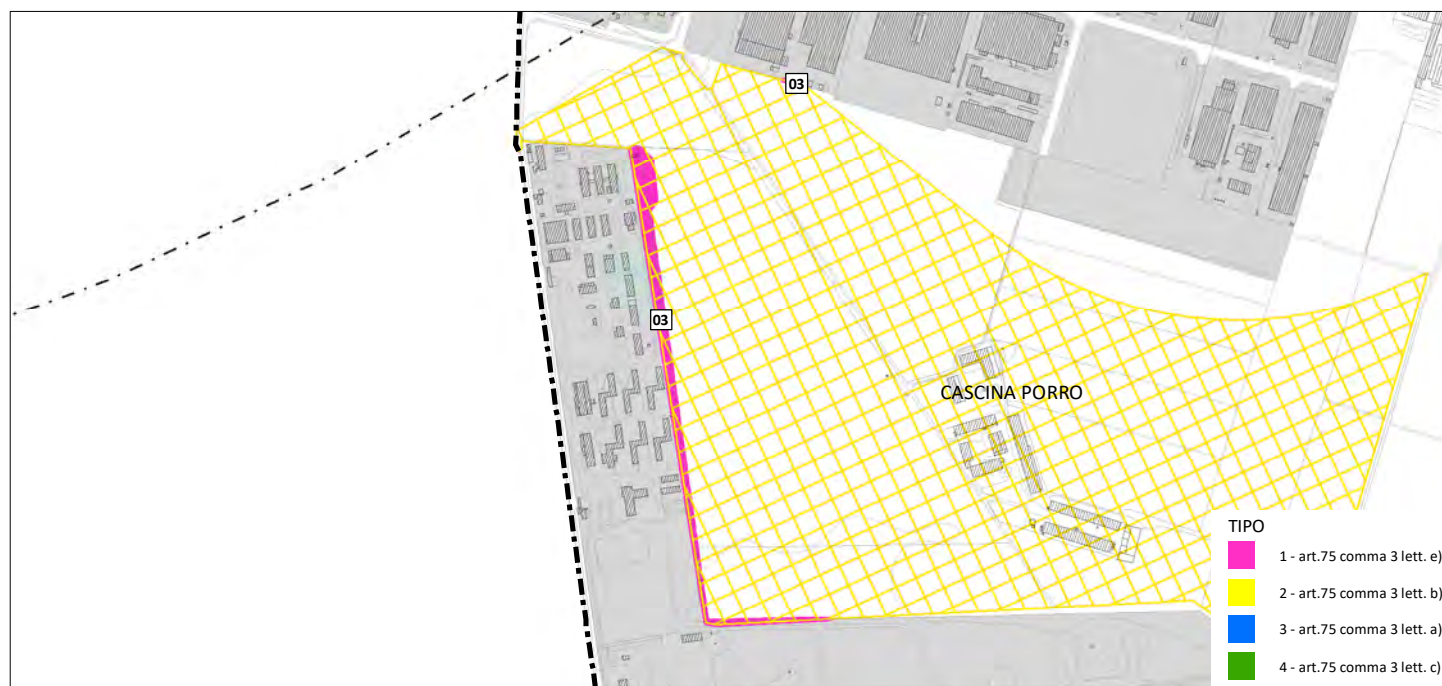 03
03
CASCINA PORRO
TIPO
1 - art.75 comma 3 lett. e)
2 - art.75 comma 3 lett. b)
3 - art.75 comma 3 lett. a)
4 - art.75 comma 3 lett. c)